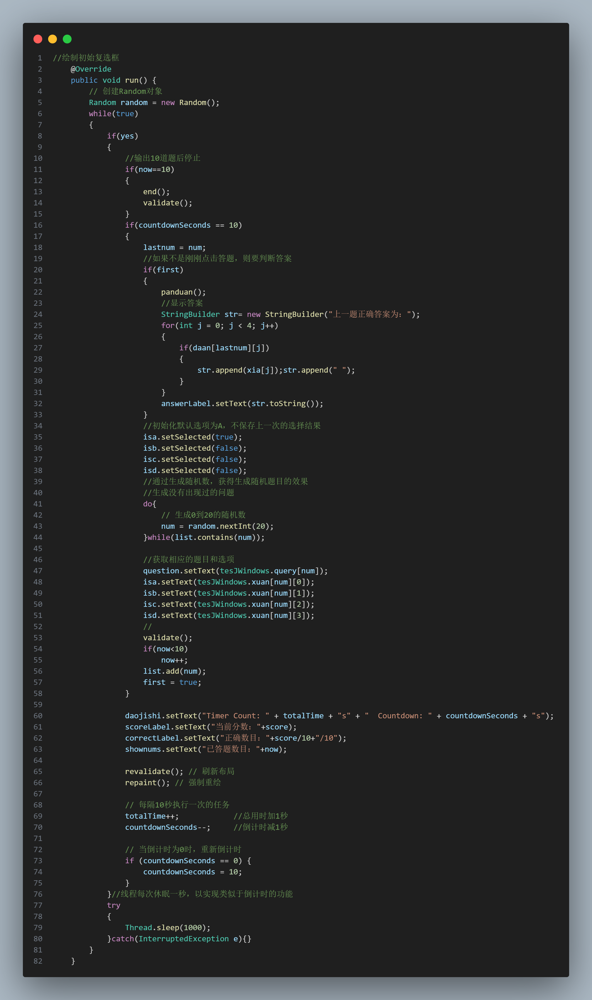 1 //绘制初始复选框
2     @Override
3     public void run() {
4         // 创建Random对象
5         Random random = new Random();
6         while(true)
7         {
8             if(yes)
9             {
10                 //输出10道题后停止
11                 if(now==10)
12                 {
13                     end();
14                     validate();
15                 }
16                 if(countdownSeconds == 10)
17                 {
18                     lastnum = num;
19                     //如果不是刚刚点击答题，则要判断答案
20                     if(first)
21                     {
22                         panduan();
23                         //显示答案
24                         StringBuilder str= new StringBuilder("上一题正确答案为：");
25                         for(int j = 0; j < 4; j++)
26                         {
27                             if(daan[lastnum][j])
28                             {
29                                 str.append(xia[j]);str.append(" ");
30                             }
31                         }
32                         answerLabel.setText(str.toString());
33                     }
34                     //初始化默认选项为A，不保存上一次的选择结果
35                     isa.setSelected(true);
36                     isb.setSelected(false);
37                     isc.setSelected(false);
38                     isd.setSelected(false);
39                     //通过生成随机数，获得生成随机题目的效果
40                     //生成没有出现过的问题
41                     do{
42                         // 生成0到20的随机数
43                         num = random.nextInt(20);
44                     }while(list.contains(num));
45
46                     //获取相应的题目和选项
47                     question.setText(tesJWindows.query[num]);
48                     isa.setText(tesJWindows.xuan[num][0]);
49                     isb.setText(tesJWindows.xuan[num][1]);
50                     isc.setText(tesJWindows.xuan[num][2]);
51                     isd.setText(tesJWindows.xuan[num][3]);
52                     //
53                     validate();
54                     if(now<10)
55                         now++;
56                     list.add(num);
57                     first = true;
58                 }
59
60                 daojishi.setText("Timer Count: " + totalTime + "s" + "  Countdown: " + countdownSeconds + "s");
61                 scoreLabel.setText("当前分数："+score);
62                 correctLabel.setText("正确数目："+score/10+"/10");
63                 shownums.setText("已答题数目："+now);
64
65                 revalidate(); // 刷新布局
66                 repaint(); // 强制重绘
67
68                 // 每隔10秒执行一次的任务
69                 totalTime++;            //总用时加1秒
70                 countdownSeconds--;     //倒计时减1秒
71
72                 // 当倒计时为0时，重新倒计时
73                 if (countdownSeconds == 0) {
74                     countdownSeconds = 10;
75                 }
76             }//线程每次休眠一秒，以实现类似于倒计时的功能
77             try
78             {
79                 Thread.sleep(1000);
80             }catch(InterruptedException e){}
81         }
82     }